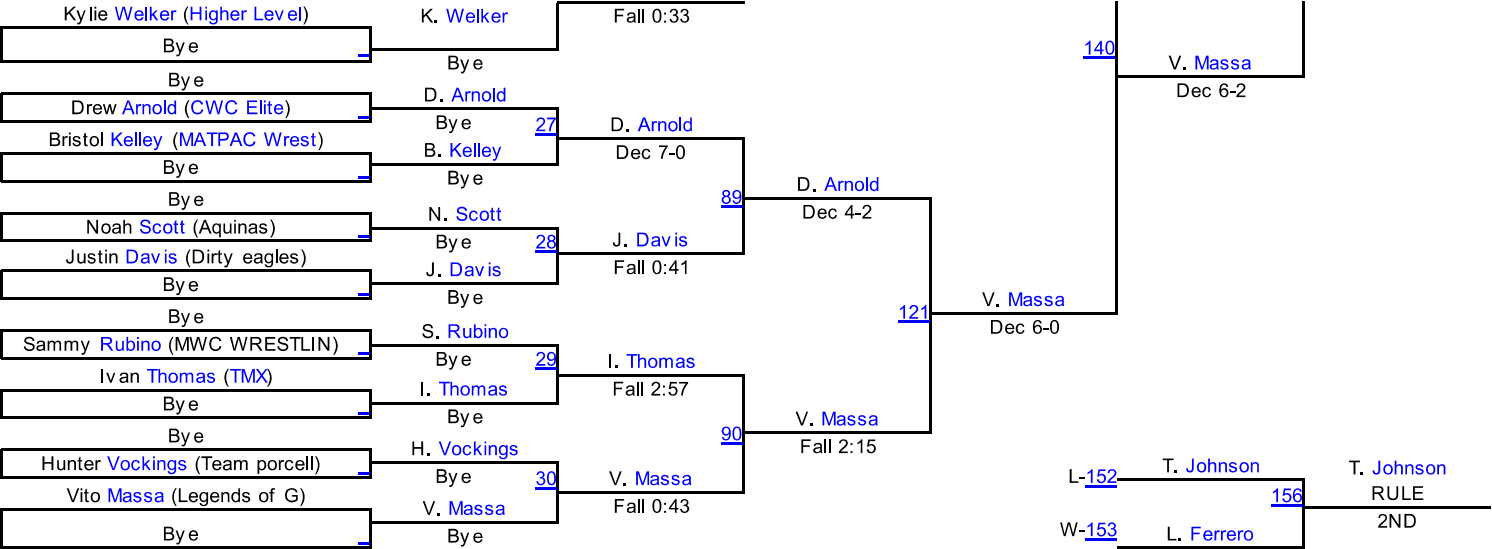 Kylie Welker (Higher Level)
Bye
Bye
Drew Arnold (CWC Elite)
Bristol Kelley (MATPAC Wrest)
Bye
Bye
Noah Scott (Aquinas)
Justin Davis (Dirty eagles)
Bye
Bye
Sammy Rubino (MWC WRESTLIN)
Ivan Thomas (TMX)
Bye
Bye
Hunter Vockings (Team porcell)
Vito Massa (Legends of G)
Bye
K. Welker
Bye
D. Arnold
Bye
27
B. Kelley
Bye
N. Scott
Bye
28
J. Davis
Bye
S. Rubino
Bye
29
I. Thomas
Bye
H. Vockings
Bye
30
V. Massa
Bye
Fall 0:33
D. Arnold
Dec 7-0
89
J. Davis
Fall 0:41
I. Thomas
Fall 2:57
90
V. Massa
Fall 0:43
D. Arnold
Dec 4-2
121
V. Massa
Fall 2:15
140
V. Massa
Dec 6-0
V. Massa
Dec 6-2
L-152
T. Johnson
156
W-153
L. Ferrero
T. Johnson
RULE
2ND